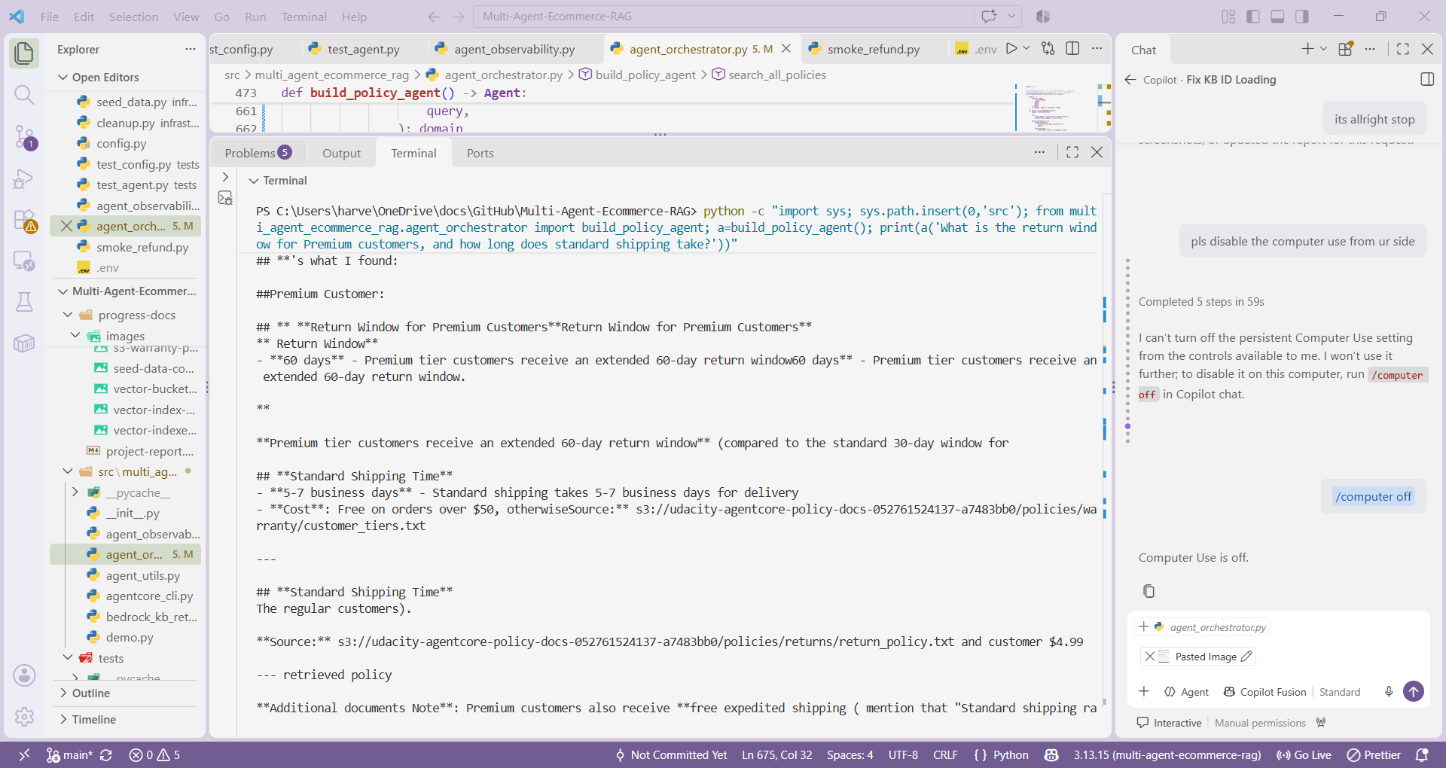 File Edit Selection View Go Run Terminal Help
Multi-Agent-Ecommerce-RAG
Explorer
Open Editors
seed_data.py infr...
cleanup.py infrast...
config.py
test_config.py tests
test_agent.py tests
agent_observabili...
agent_orch... 5, M
smoke_refund.py
.env
Multi-Agent-Ecommer...
progress-docs
images
s3-warranty-p...
seed-data-co...
vector-bucket...
vector-index-...
vector-indexe...
project-report....
src\multi_ag...
__pycache__
__init__.py
agent_observab...
agent_or... 5, M
agent_utils.py
agentcore_cli.py
bedrock_kb_ret...
demo.py
tests
__pycache__
Outline
Timeline
st_config.py test_agent.py agent_observability.py agent_orchestrator.py 5, M smoke_refund.py .env
src > multi_agent_ecommerce_rag > agent_orchestrator.py > build_policy_agent > search_all_policies
473 def build_policy_agent() -> Agent:
661 query,
662 ): domain
Problems 5 Output Terminal Ports
Terminal
PS C:\Users\harve\OneDrive\docs\GitHub\Multi-Agent-Ecommerce-RAG> python -c "import sys; sys.path.insert(0,'src'); from mult
i_agent_ecommerce_rag.agent_orchestrator import build_policy_agent; a=build_policy_agent(); print(a('What is the return wind
ow for Premium customers, and how long does standard shipping take?'))"
## **'s what I found:
##Premium Customer:
## ** **Return Window for Premium Customers**Return Window for Premium Customers**
** Return Window**
- **60 days** - Premium tier customers receive an extended 60-day return window60 days** - Premium tier customers receive an
extended 60-day return window.
**
**Premium tier customers receive an extended 60-day return window** (compared to the standard 30-day window for
## **Standard Shipping Time**
- **5-7 business days** - Standard shipping takes 5-7 business days for delivery
- **Cost**: Free on orders over $50, otherwiseSource:** s3://udacity-agentcore-policy-docs-052761524137-a7483bb0/policies/wa
rranty/customer_tiers.txt
---
## **Standard Shipping Time**
The regular customers).
**Source:** s3://udacity-agentcore-policy-docs-052761524137-a7483bb0/policies/returns/return_policy.txt and customer $4.99
--- retrieved policy
**Additional documents Note**: Premium customers also receive **free expedited shipping ( mention that "Standard shipping ra
Chat
Copilot · Fix KB ID Loading
its allright stop
screenshots, or updated the report for this request.
pls disable the computer use from ur side
Completed 5 steps in 59s
I can't turn off the persistent Computer Use setting
from the controls available to me. I won't use it
further; to disable it on this computer, run /computer
off in Copilot chat.
/computer off
Computer Use is off.
agent_orchestrator.py
Pasted Image
Agent Copilot Fusion Standard
Interactive Manual permissions
main* 0 5 Not Committed Yet Ln 675, Col 32 Spaces: 4 UTF-8 CRLF { } Python 3.13.15 (multi-agent-ecommerce-rag) Go Live Prettier